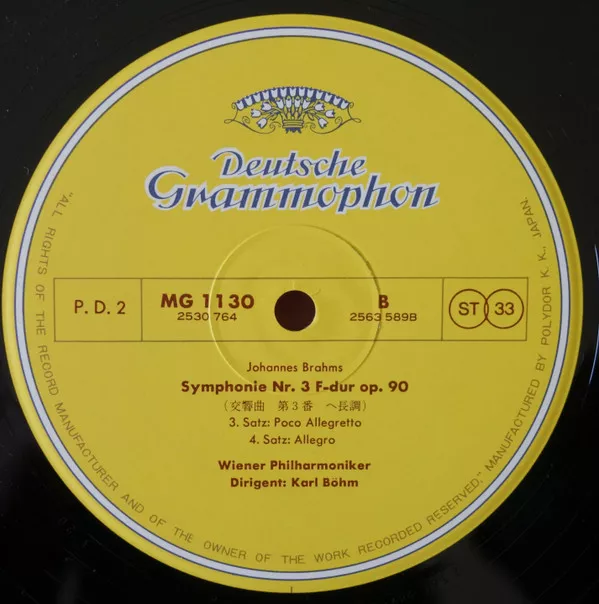 Deutsche
Grammophon
P. D. 2
MG 1130
2530 764
B
2563 589B
ST 33
Johannes Brahms
Symphonie Nr. 3 F-dur op. 90
(交響曲 第3番 ヘ長調)
3. Satz: Poco Allegretto
4. Satz: Allegro
Wiener Philharmoniker
Dirigent: Karl Böhm
"ALL RIGHTS OF THE RECORD MANUFACTURER AND OF THE OWNER OF THE WORK RECORDED RESERVED." MANUFACTURED BY POLYDOR K. K., JAPAN.